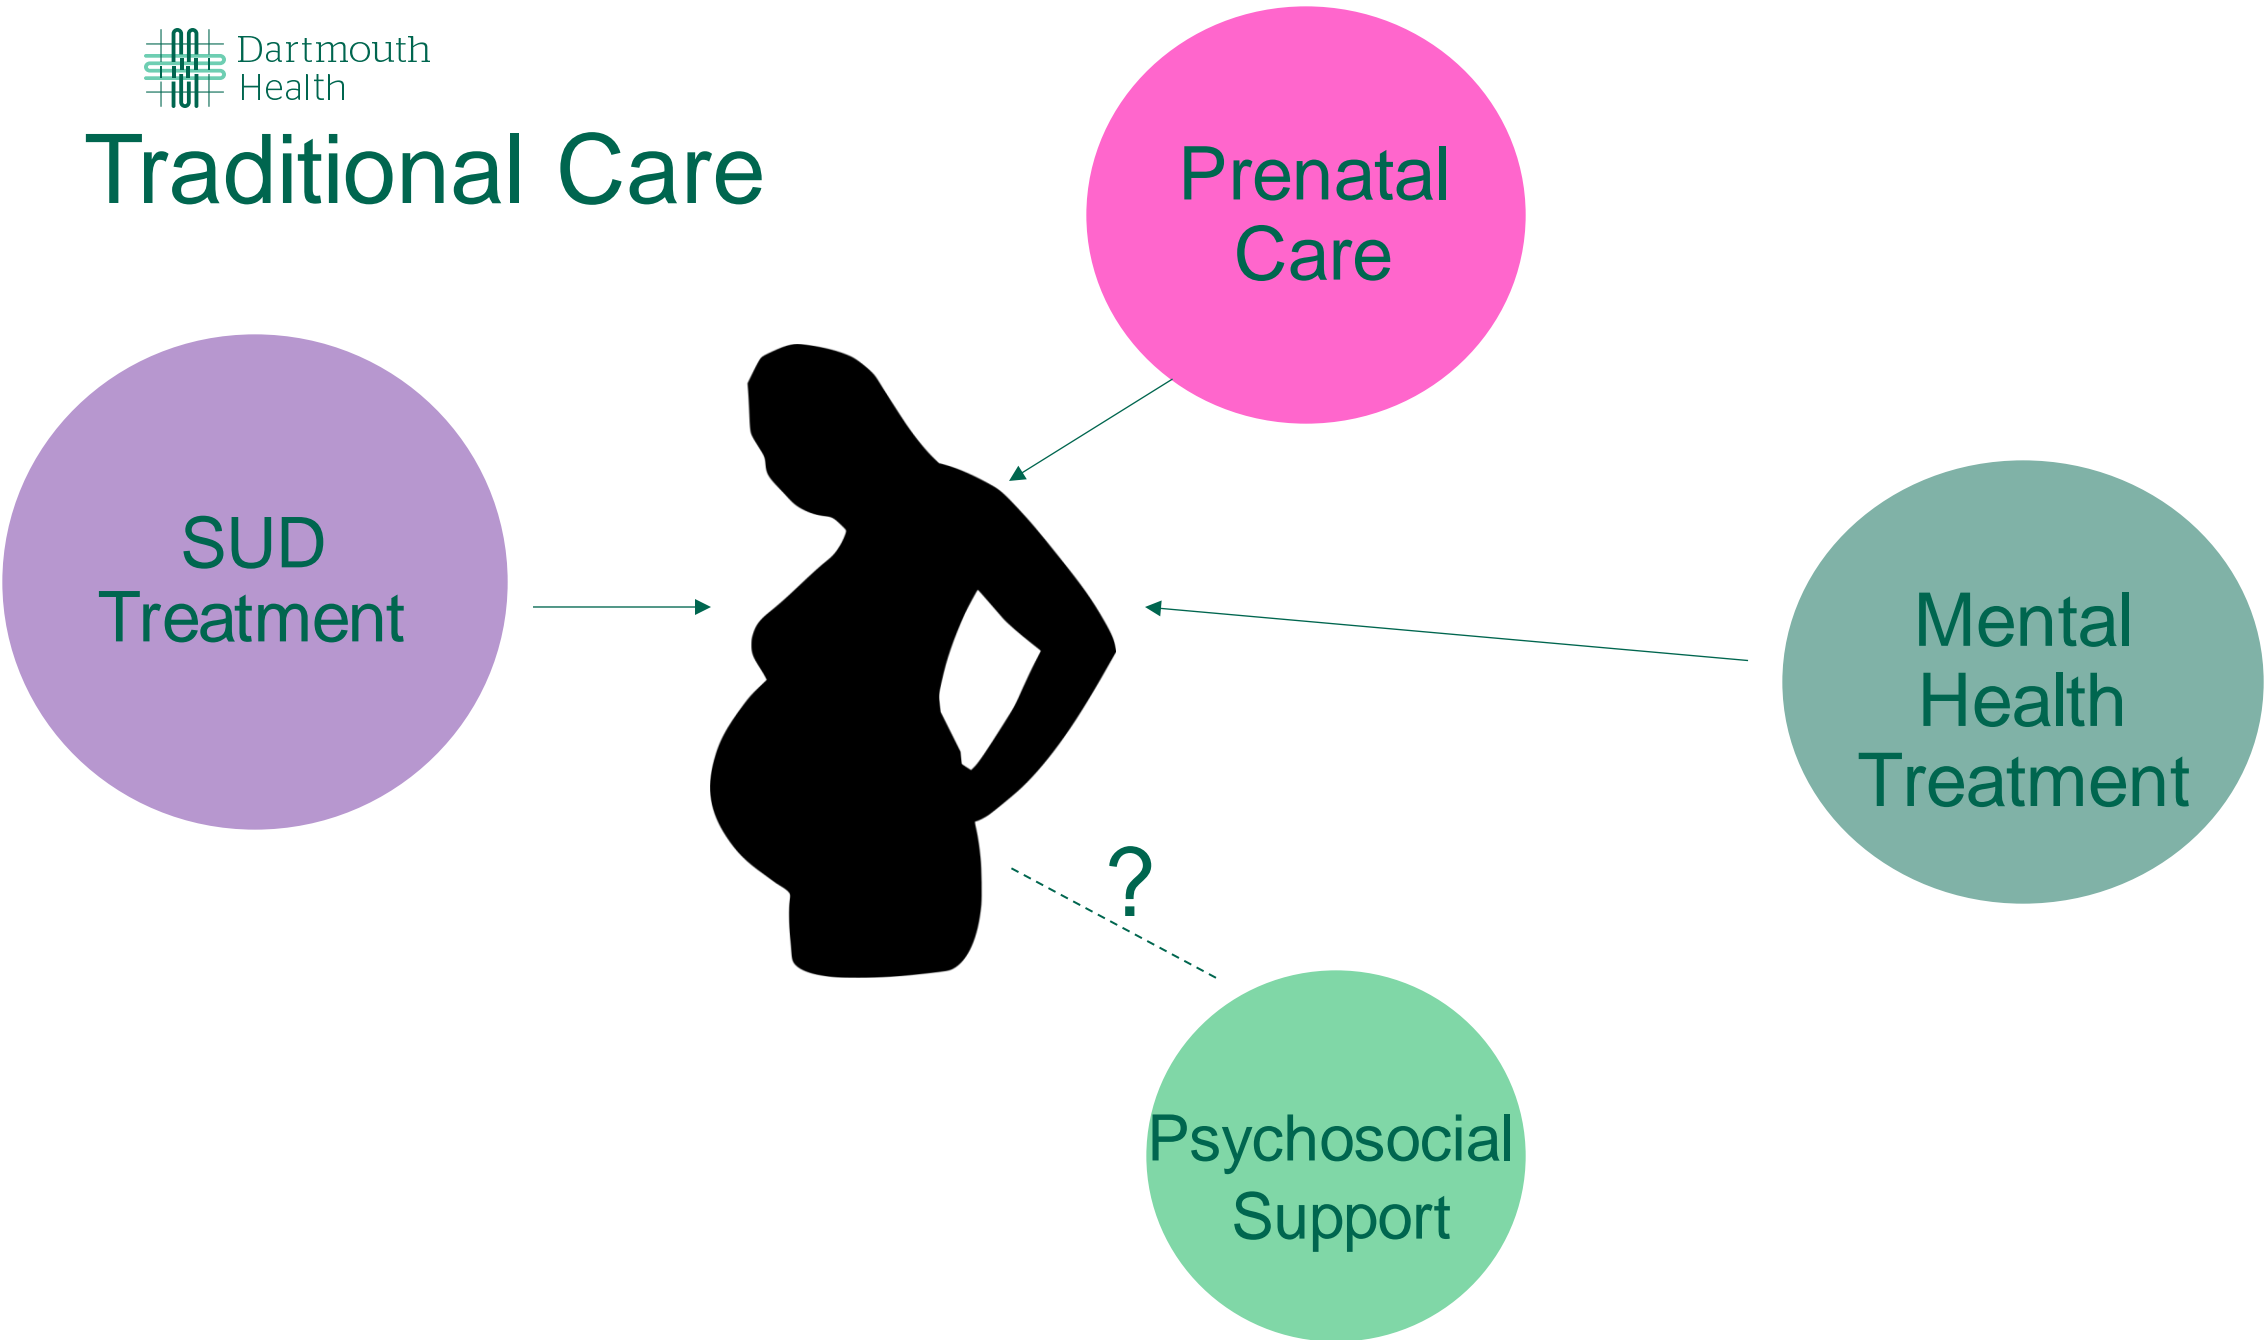 Dartmouth
Health
Traditional Care
Prenatal
Care
SUD
Treatment
Mental
Health
Treatment
?
Psychosocial
Support